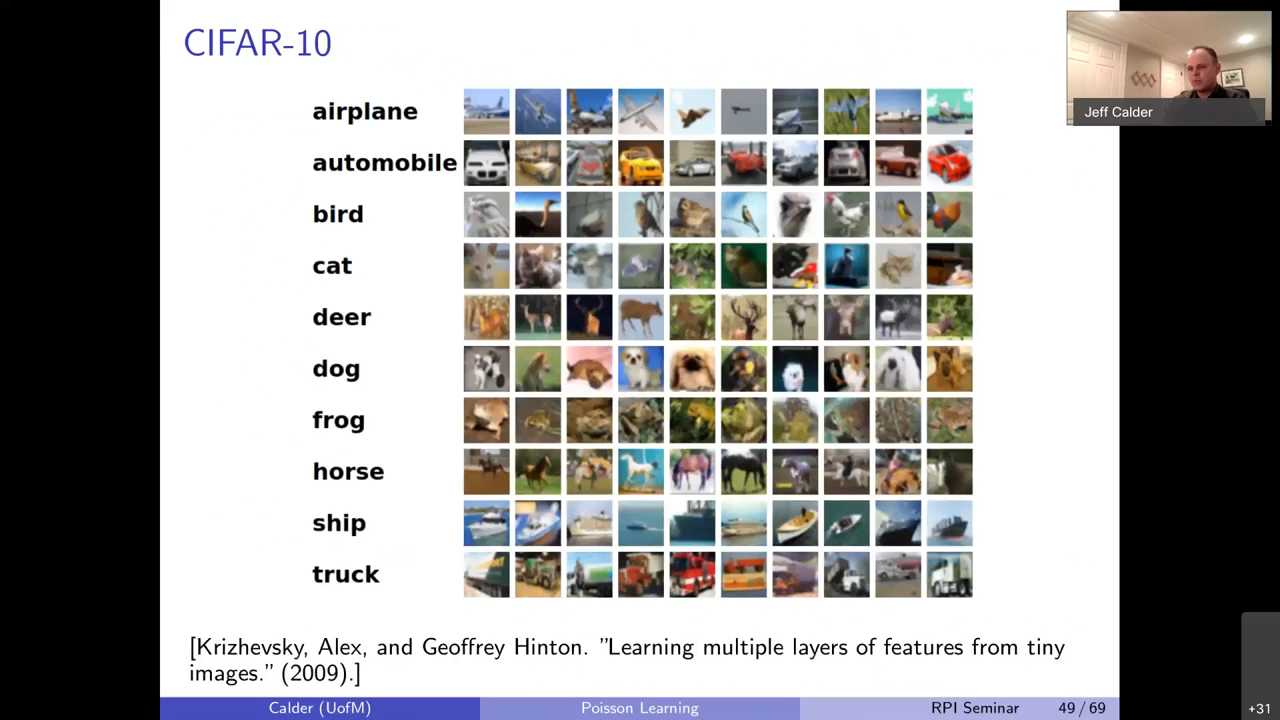 CIFAR-10
Jeff Calder
airplane
automobile
bird
cat
deer
dog
frog
horse
ship
truck
[Krizhevsky, Alex, and Geoffrey Hinton. ”Learning multiple layers of features from tiny
images.” (2009).]
Calder (UofM) Poisson Learning RPI Seminar 49 / 69
+31